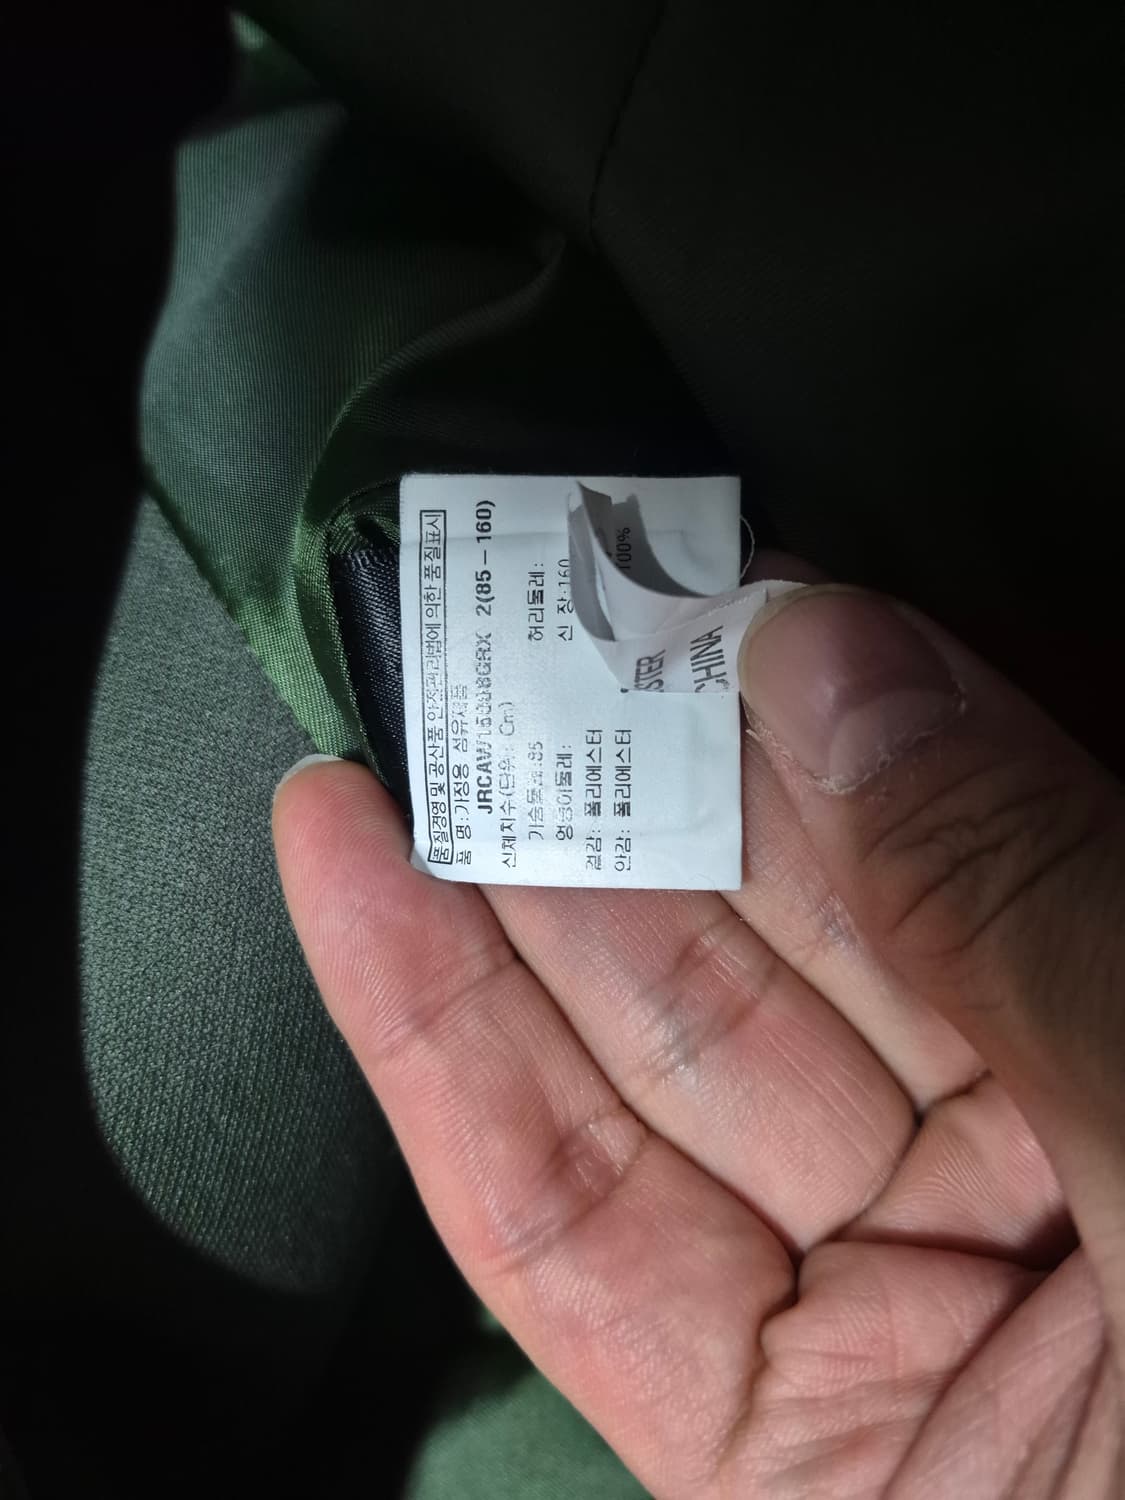 품질경영 및 공산품 안전관리법에 의한 품질표시
품 명:가정용 섬유제품
JRCAW15008GRX 2(85-160)
신체치수(단위: Cm)
가슴둘레:85 허리둘레:
엉덩이둘레: 신 장:160
겉감: 폴리에스터
안감: 폴리에스터 100%
CHINA